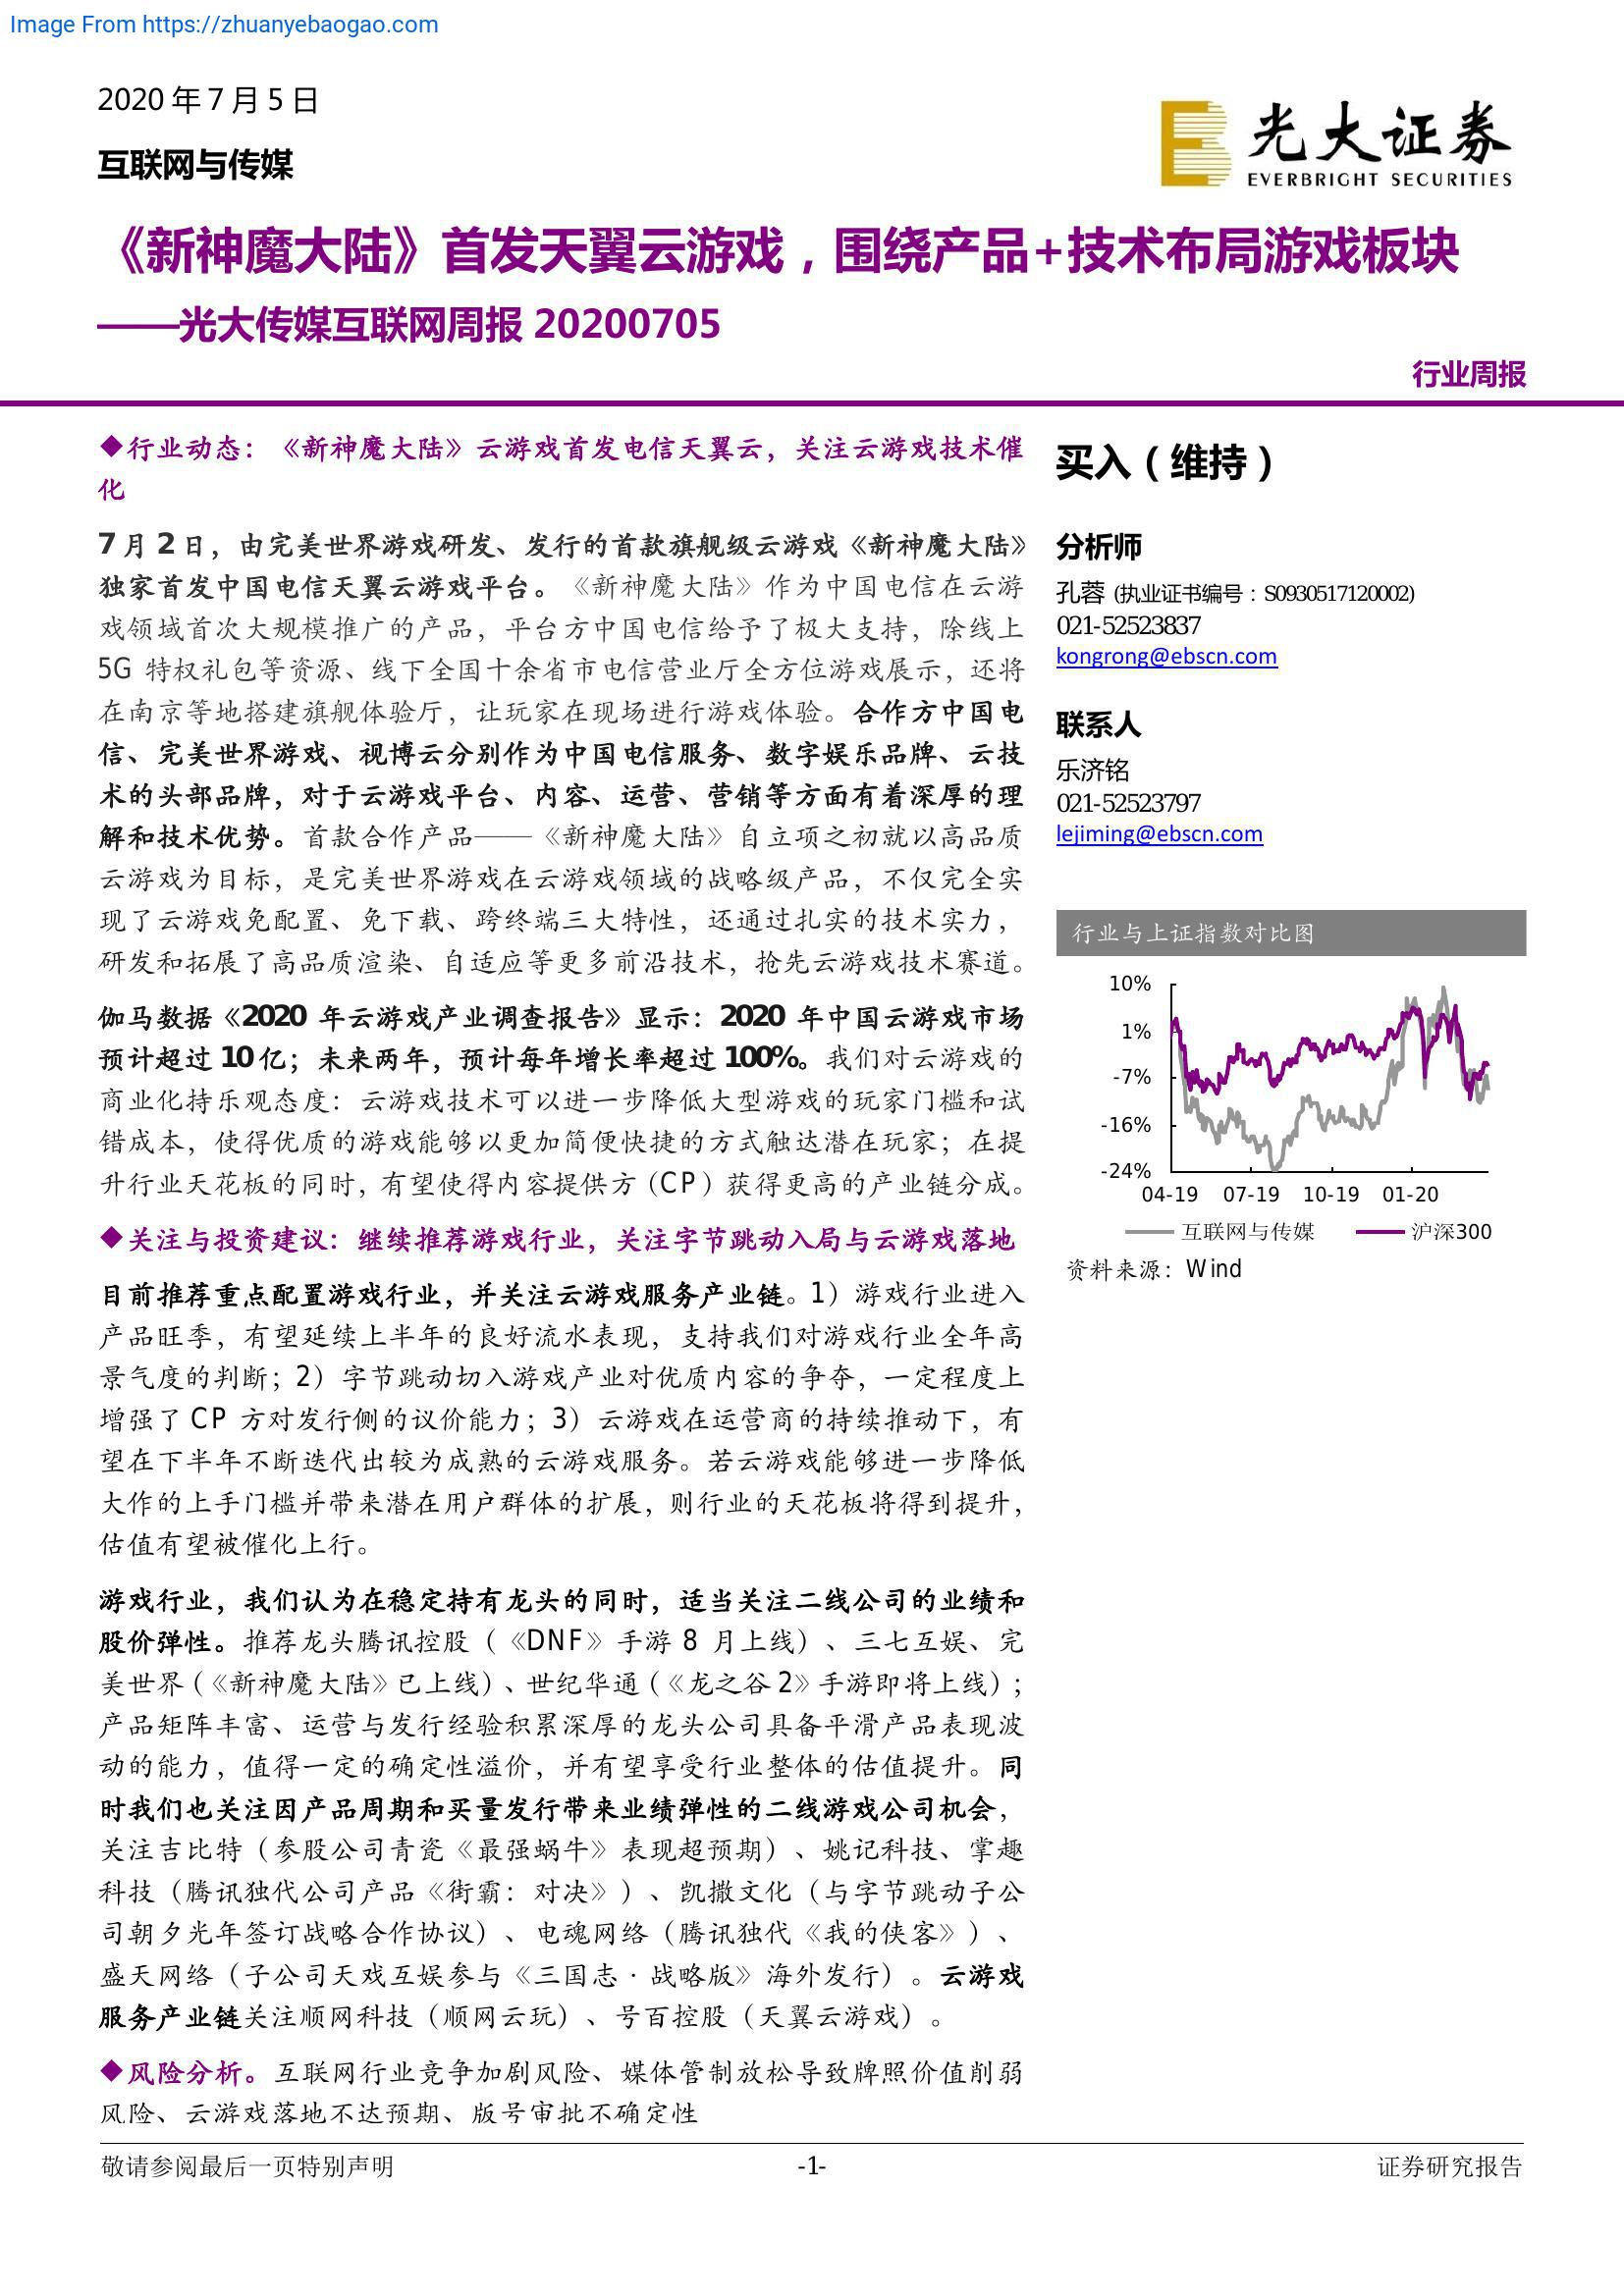 Image From https://zhuanyebaogao.com
2020 年 7 月 5 日
互联网与传媒
光大证券
EVERBRIGHT SECURITIES
《新神魔大陆》首发天翼云游戏，围绕产品+技术布局游戏板块
——光大传媒互联网周报 20200705
行业周报
◆行业动态：《新神魔大陆》云游戏首发电信天翼云，关注云游戏技术催
化
7 月 2 日，由完美世界游戏研发、发行的首款旗舰级云游戏《新神魔大陆》
独家首发中国电信天翼云游戏平台。《新神魔大陆》作为中国电信在云游
戏领域首次大规模推广的产品，平台方中国电信给予了极大支持，除线上
5G 特权礼包等资源、线下全国十余省市电信营业厅全方位游戏展示，还将
在南京等地搭建旗舰体验厅，让玩家在现场进行游戏体验。合作方中国电
信、完美世界游戏、视博云分别作为中国电信服务、数字娱乐品牌、云技
术的头部品牌，对于云游戏平台、内容、运营、营销等方面有着深厚的理
解和技术优势。首款合作产品——《新神魔大陆》自立项之初就以高品质
云游戏为目标，是完美世界游戏在云游戏领域的战略级产品，不仅完全实
现了云游戏免配置、免下载、跨终端三大特性，还通过扎实的技术实力，
研发和拓展了高品质渲染、自适应等更多前沿技术，抢先云游戏技术赛道。
伽马数据《2020 年云游戏产业调查报告》显示：2020 年中国云游戏市场
预计超过 10 亿；未来两年，预计每年增长率超过 100%。我们对云游戏的
商业化持乐观态度：云游戏技术可以进一步降低大型游戏的玩家门槛和试
错成本，使得优质的游戏能够以更加简便快捷的方式触达潜在玩家；在提
升行业天花板的同时，有望使得内容提供方（CP）获得更高的产业链分成。
◆关注与投资建议：继续推荐游戏行业，关注字节跳动入局与云游戏落地
目前推荐重点配置游戏行业，并关注云游戏服务产业链。1）游戏行业进入
产品旺季，有望延续上半年的良好流水表现，支持我们对游戏行业全年高
景气度的判断；2）字节跳动切入游戏产业对优质内容的争夺，一定程度上
增强了 CP 方对发行侧的议价能力；3）云游戏在运营商的持续推动下，有
望在下半年不断迭代出较为成熟的云游戏服务。若云游戏能够进一步降低
大作的上手门槛并带来潜在用户群体的扩展，则行业的天花板将得到提升，
估值有望被催化上行。
游戏行业，我们认为在稳定持有龙头的同时，适当关注二线公司的业绩和
股价弹性。推荐龙头腾讯控股（《DNF》手游 8 月上线）、三七互娱、完
美世界（《新神魔大陆》已上线）、世纪华通（《龙之谷 2》手游即将上线）；
产品矩阵丰富、运营与发行经验积累深厚的龙头公司具备平滑产品表现波
动的能力，值得一定的确定性溢价，并有望享受行业整体的估值提升。同
时我们也关注因产品周期和买量发行带来业绩弹性的二线游戏公司机会，
关注吉比特（参股公司青瓷《最强蜗牛》表现超预期）、姚记科技、掌趣
科技（腾讯独代公司产品《街霸：对决》）、凯撒文化（与字节跳动子公
司朝夕光年签订战略合作协议）、电魂网络（腾讯独代《我的侠客》）、
盛天网络（子公司天戏互娱参与《三国志·战略版》海外发行）。云游戏
服务产业链关注顺网科技（顺网云玩）、号百控股（天翼云游戏）。
◆风险分析。互联网行业竞争加剧风险、媒体管制放松导致牌照价值削弱
风险、云游戏落地不达预期、版号审批不确定性
买入（维持）
分析师
孔蓉 (执业证书编号：S0930517120002)
021-52523837
kongrong@ebscn.com
联系人
乐济铭
021-52523797
lejiming@ebscn.com
行业与上证指数对比图
10%
1%
-7%
-16%
-24%
04-19 07-19 10-19 01-20
互联网与传媒 沪深300
资料来源：Wind
敬请参阅最后一页特别声明 -1- 证券研究报告